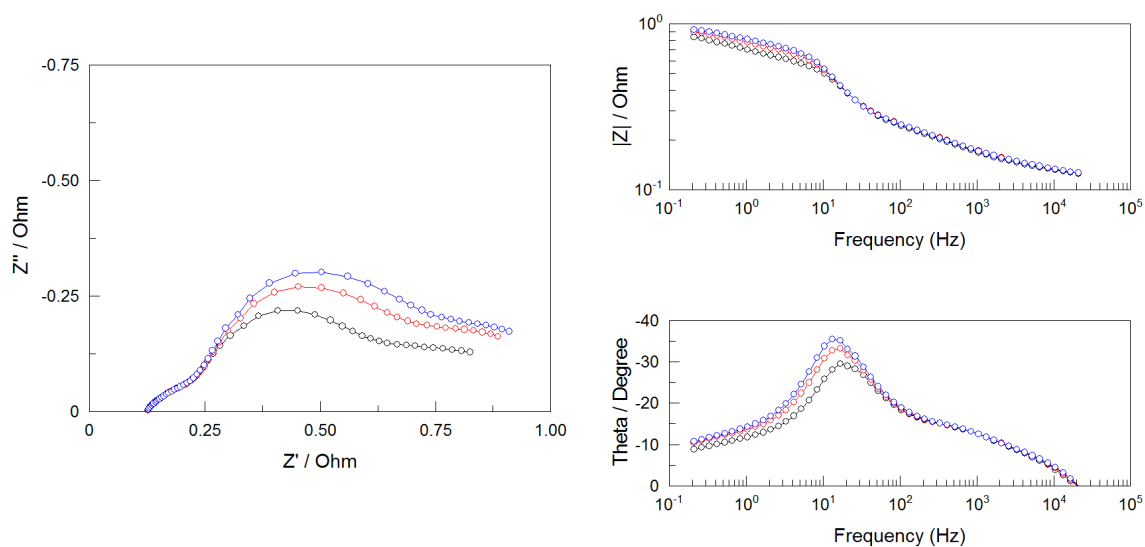 -0.75
-0.50
-0.25
0
Z'' / Ohm
0 0.25 0.50 0.75 1.00
Z' / Ohm
10⁰
10⁻¹
|Z| / Ohm
10⁻¹ 10⁰ 10¹ 10² 10³ 10⁴ 10⁵
Frequency (Hz)
-40
-30
-20
-10
0
Theta / Degree
10⁻¹ 10⁰ 10¹ 10² 10³ 10⁴ 10⁵
Frequency (Hz)